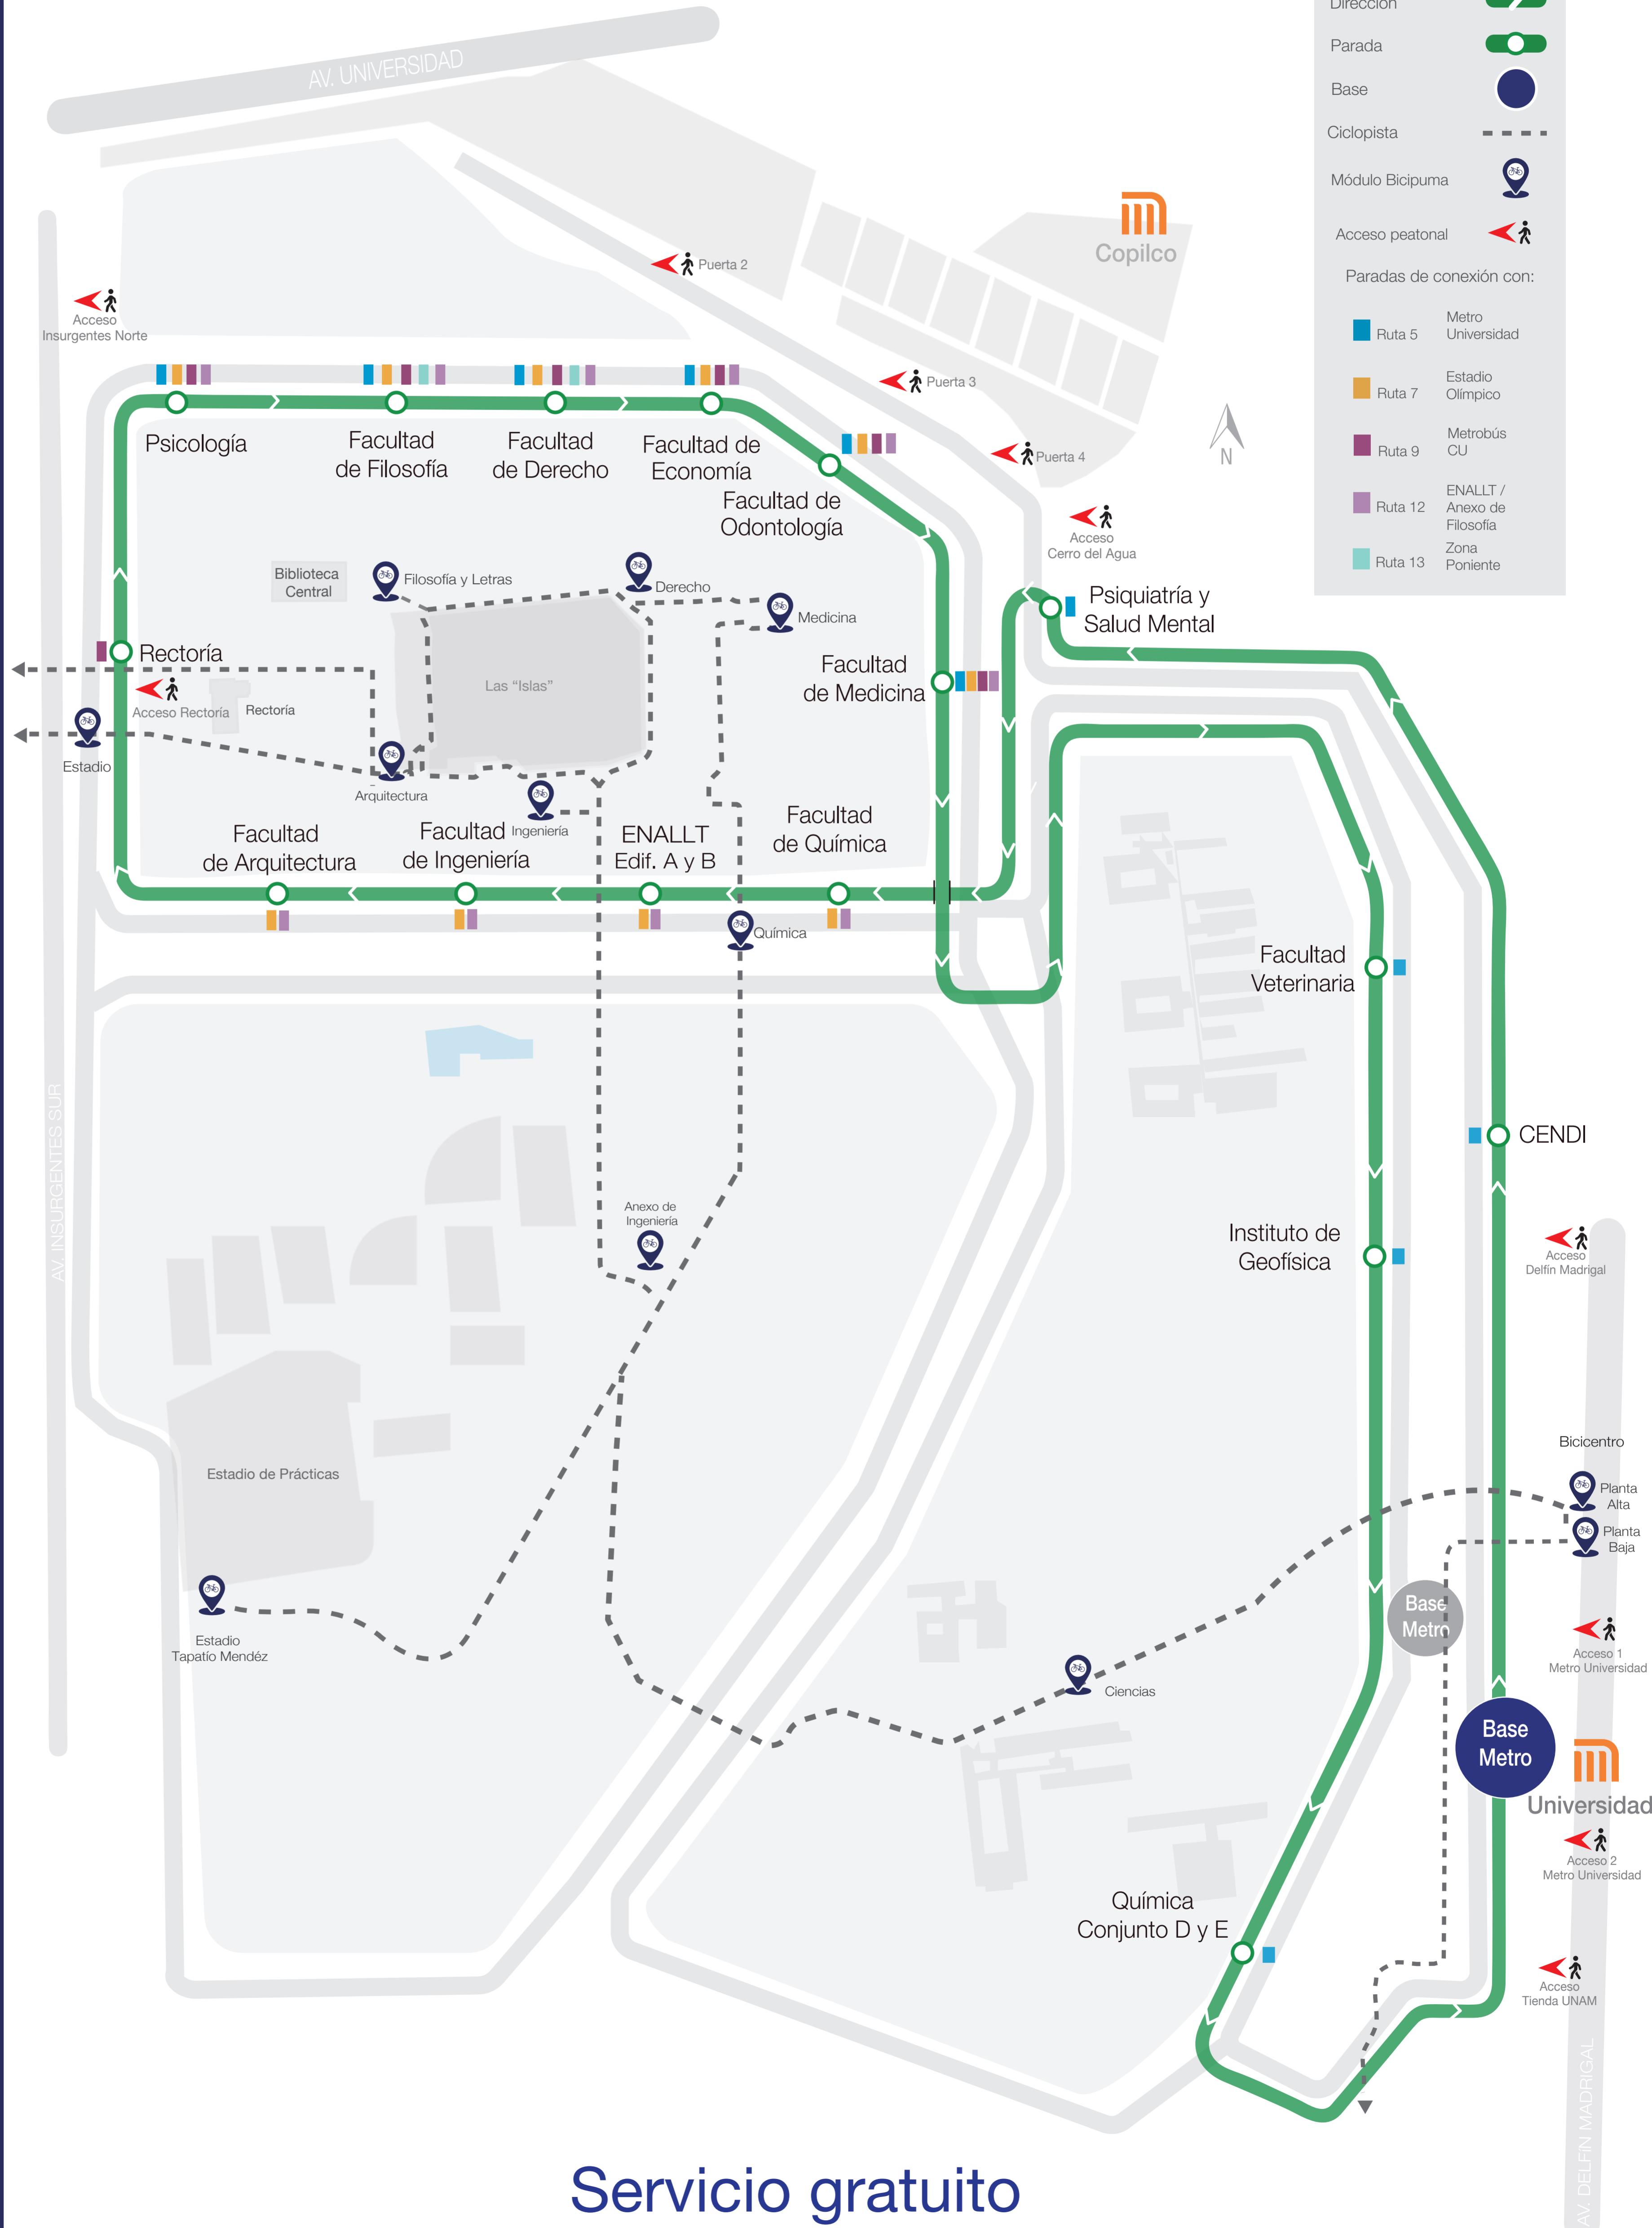 Dirección
Parada
Base
Ciclopista
Módulo Bicipuma
Acceso peatonal
Paradas de conexión con:
Ruta 5
Metro
Universidad
Ruta 7
Estadio
Olímpico
Ruta 9
Metrobús
CU
Ruta 12
ENALLT /
Anexo de
Filosofía
Ruta 13
Zona
Poniente
AV. UNIVERSIDAD
Copilco
Puerta 2
Acceso
Insurgentes Norte
Puerta 3
Puerta 4
N
Psicología
Facultad
de Filosofía
Facultad
de Derecho
Facultad de
Economía
Facultad de
Odontología
Acceso
Cerro del Agua
Biblioteca
Central
Filosofía y Letras
Derecho
Medicina
Psiquiatría y
Salud Mental
Rectoría
Facultad
de Medicina
Las “Islas”
Acceso Rectoría
Rectoría
Estadio
Arquitectura
Ingeniería
Facultad
de Arquitectura
Facultad
de Ingeniería
ENALLT
Edif. A y B
Facultad
de Química
Química
Facultad
Veterinaria
AV. INSURGENTES SUR
CENDI
Anexo de
Ingeniería
Instituto de
Geofísica
Acceso
Delfín Madrigal
Bicicentro
Planta
Alta
Planta
Baja
Estadio de Prácticas
Base
Metro
Estadio
Tapatío Mendéz
Acceso 1
Metro Universidad
Ciencias
Base
Metro
Universidad
Acceso 2
Metro Universidad
Química
Conjunto D y E
Acceso
Tienda UNAM
AV. DELFÍN MADRIGAL
Servicio gratuito